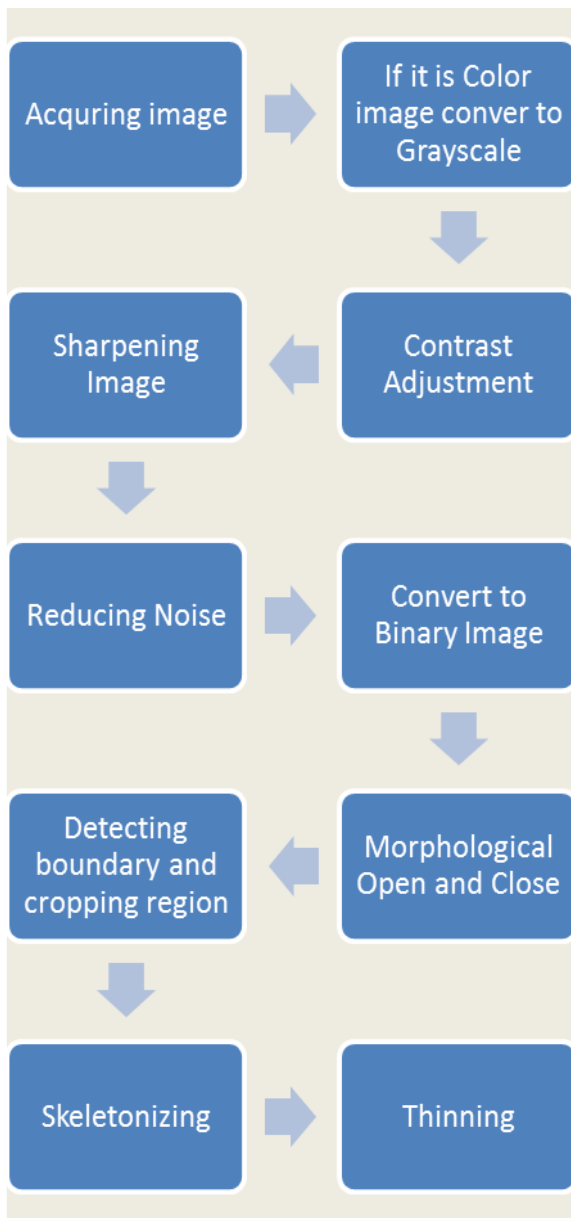 Acquring image
If it is Color
image conver to
Grayscale
Contrast
Adjustment
Sharpening
Image
Reducing Noise
Convert to
Binary Image
Morphological
Open and Close
Detecting
boundary and
cropping region
Skeletonizing
Thinning